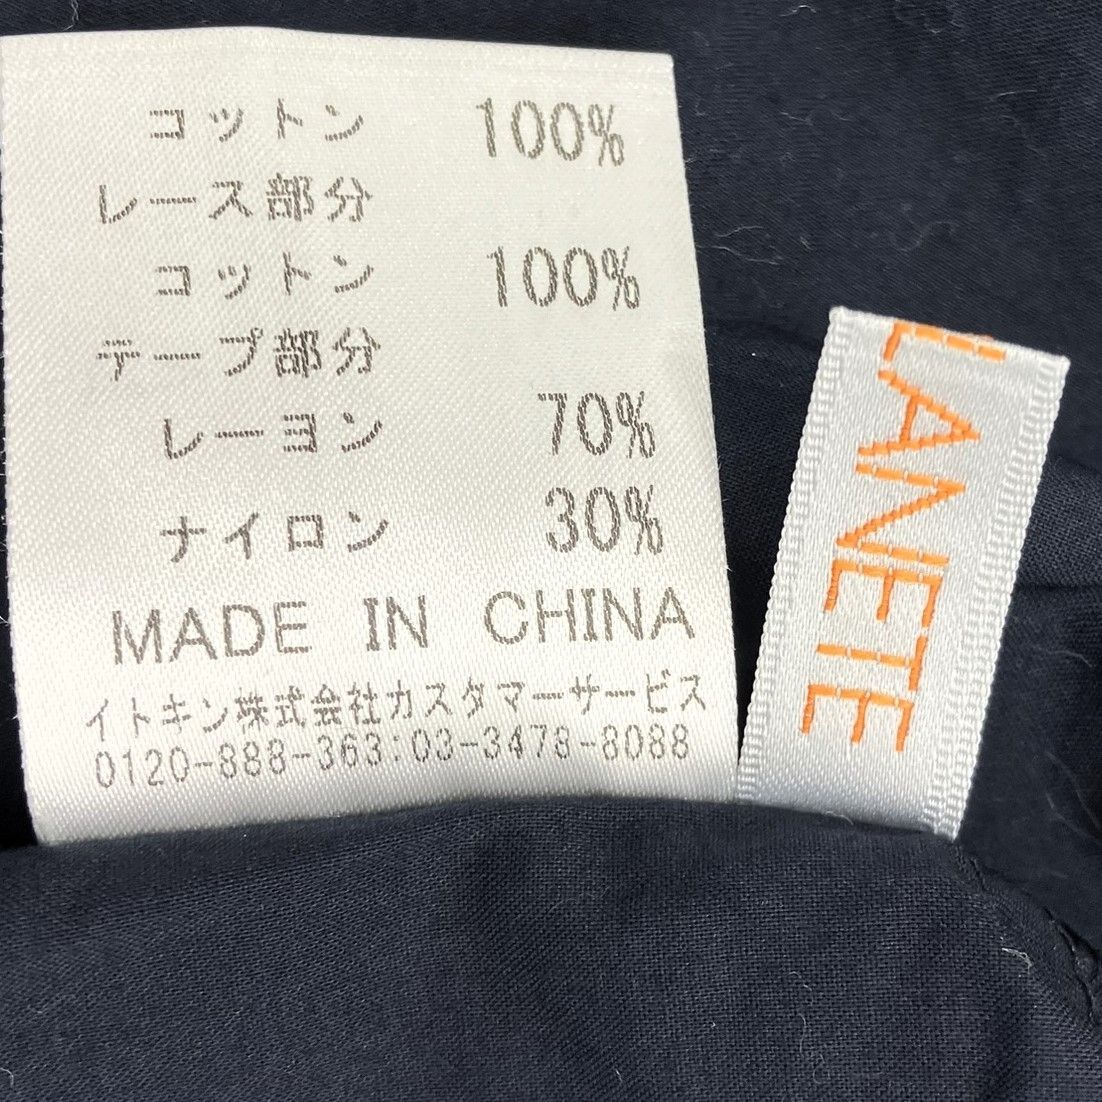 コットン 100%
レース部分
コットン 100%
テープ部分
レーヨン 70%
ナイロン 30%
MADE IN CHINA
イトキン株式会社カスタマーサービス
0120-888-363:03-3478-8088
LANETE